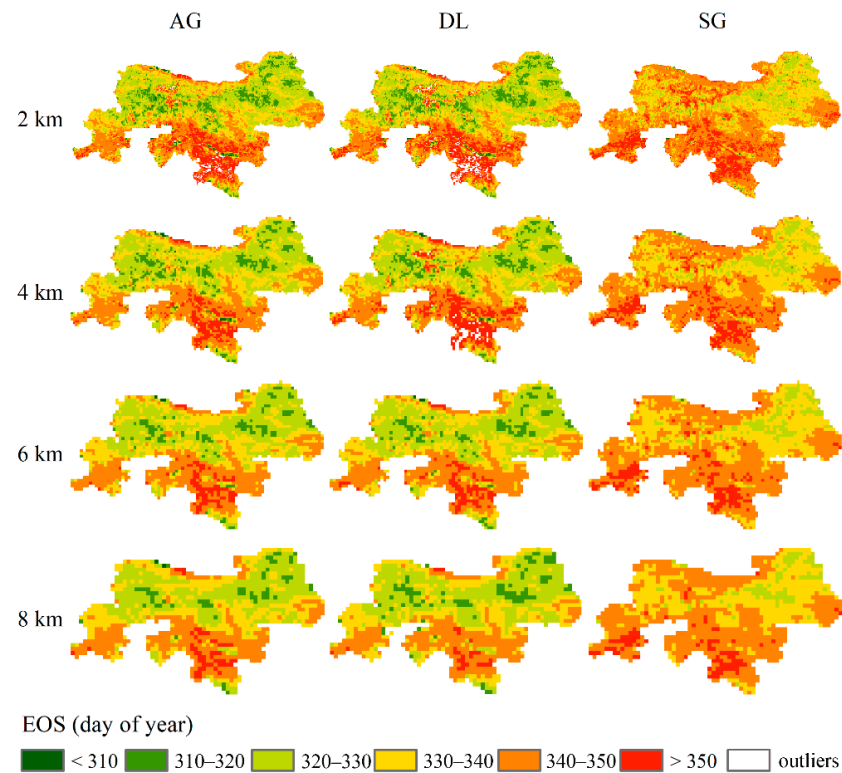 AG DL SG
2 km
4 km
6 km
8 km
EOS (day of year)
< 310 310–320 320–330 330–340 340–350 > 350 outliers